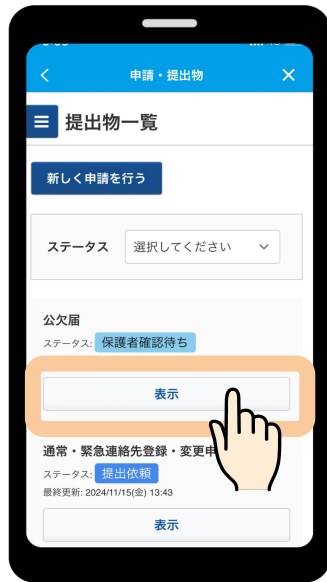 申請・提出物
提出物一覧
新しく申請を行う
ステータス 選択してください
公欠届
ステータス: 保護者確認待ち
表示
通常・緊急連絡先登録・変更申
ステータス: 提出依頼
最終更新: 2024/11/15(金) 13:43
表示